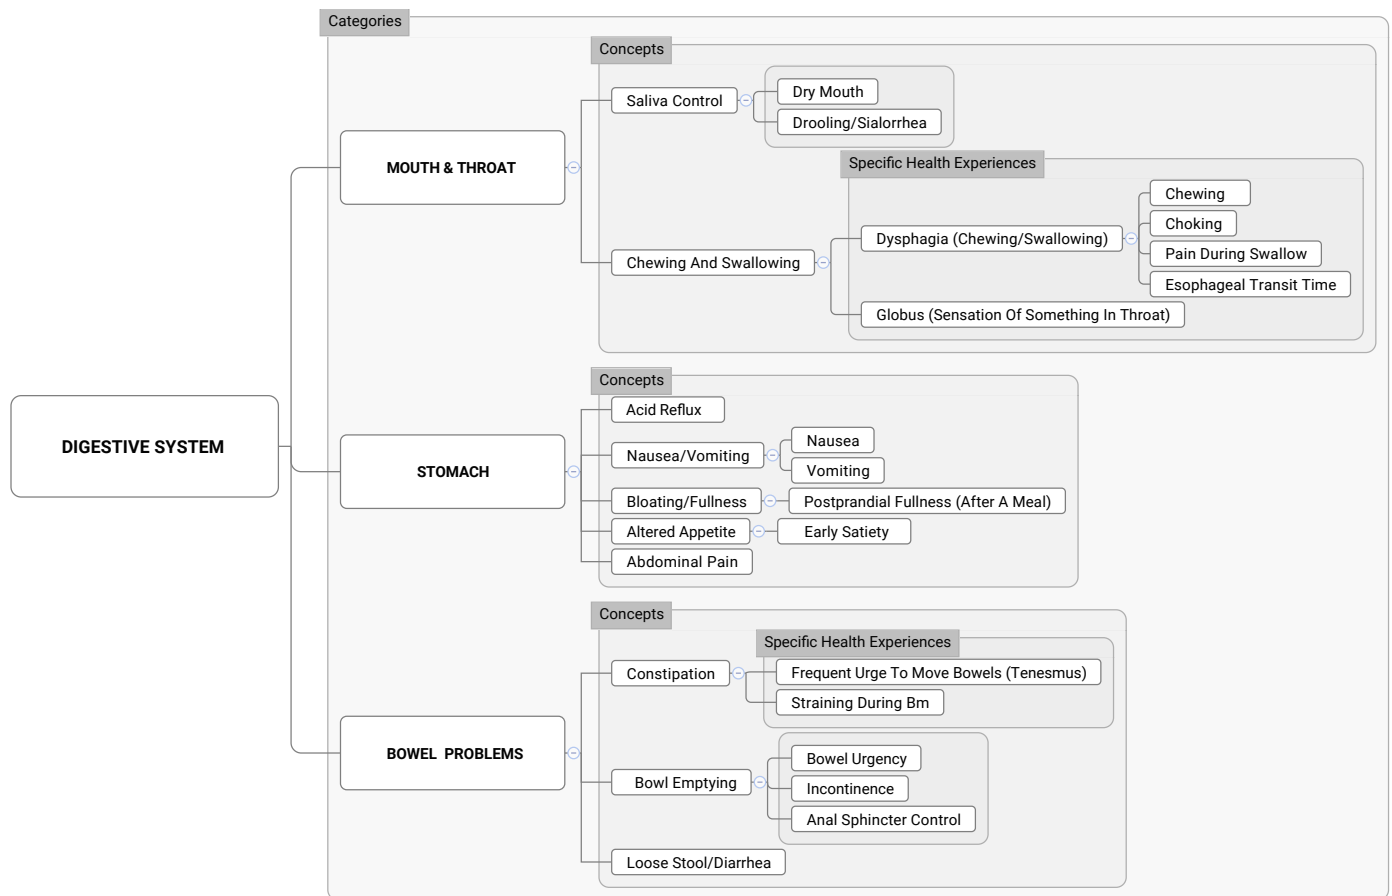 Categories
Concepts
Saliva Control
Dry Mouth
Drooling/Sialorrhea
MOUTH & THROAT
Specific Health Experiences
Chewing
Choking
Dysphagia (Chewing/Swallowing)
Pain During Swallow
Chewing And Swallowing
Esophageal Transit Time
Globus (Sensation Of Something In Throat)
DIGESTIVE SYSTEM
Concepts
Acid Reflux
Nausea/Vomiting
Nausea
Vomiting
STOMACH
Bloating/Fullness
Postprandial Fullness (After A Meal)
Altered Appetite
Early Satiety
Abdominal Pain
Concepts
Specific Health Experiences
Constipation
Frequent Urge To Move Bowels (Tenesmus)
Straining During Bm
BOWEL PROBLEMS
Bowl Emptying
Bowel Urgency
Incontinence
Anal Sphincter Control
Loose Stool/Diarrhea